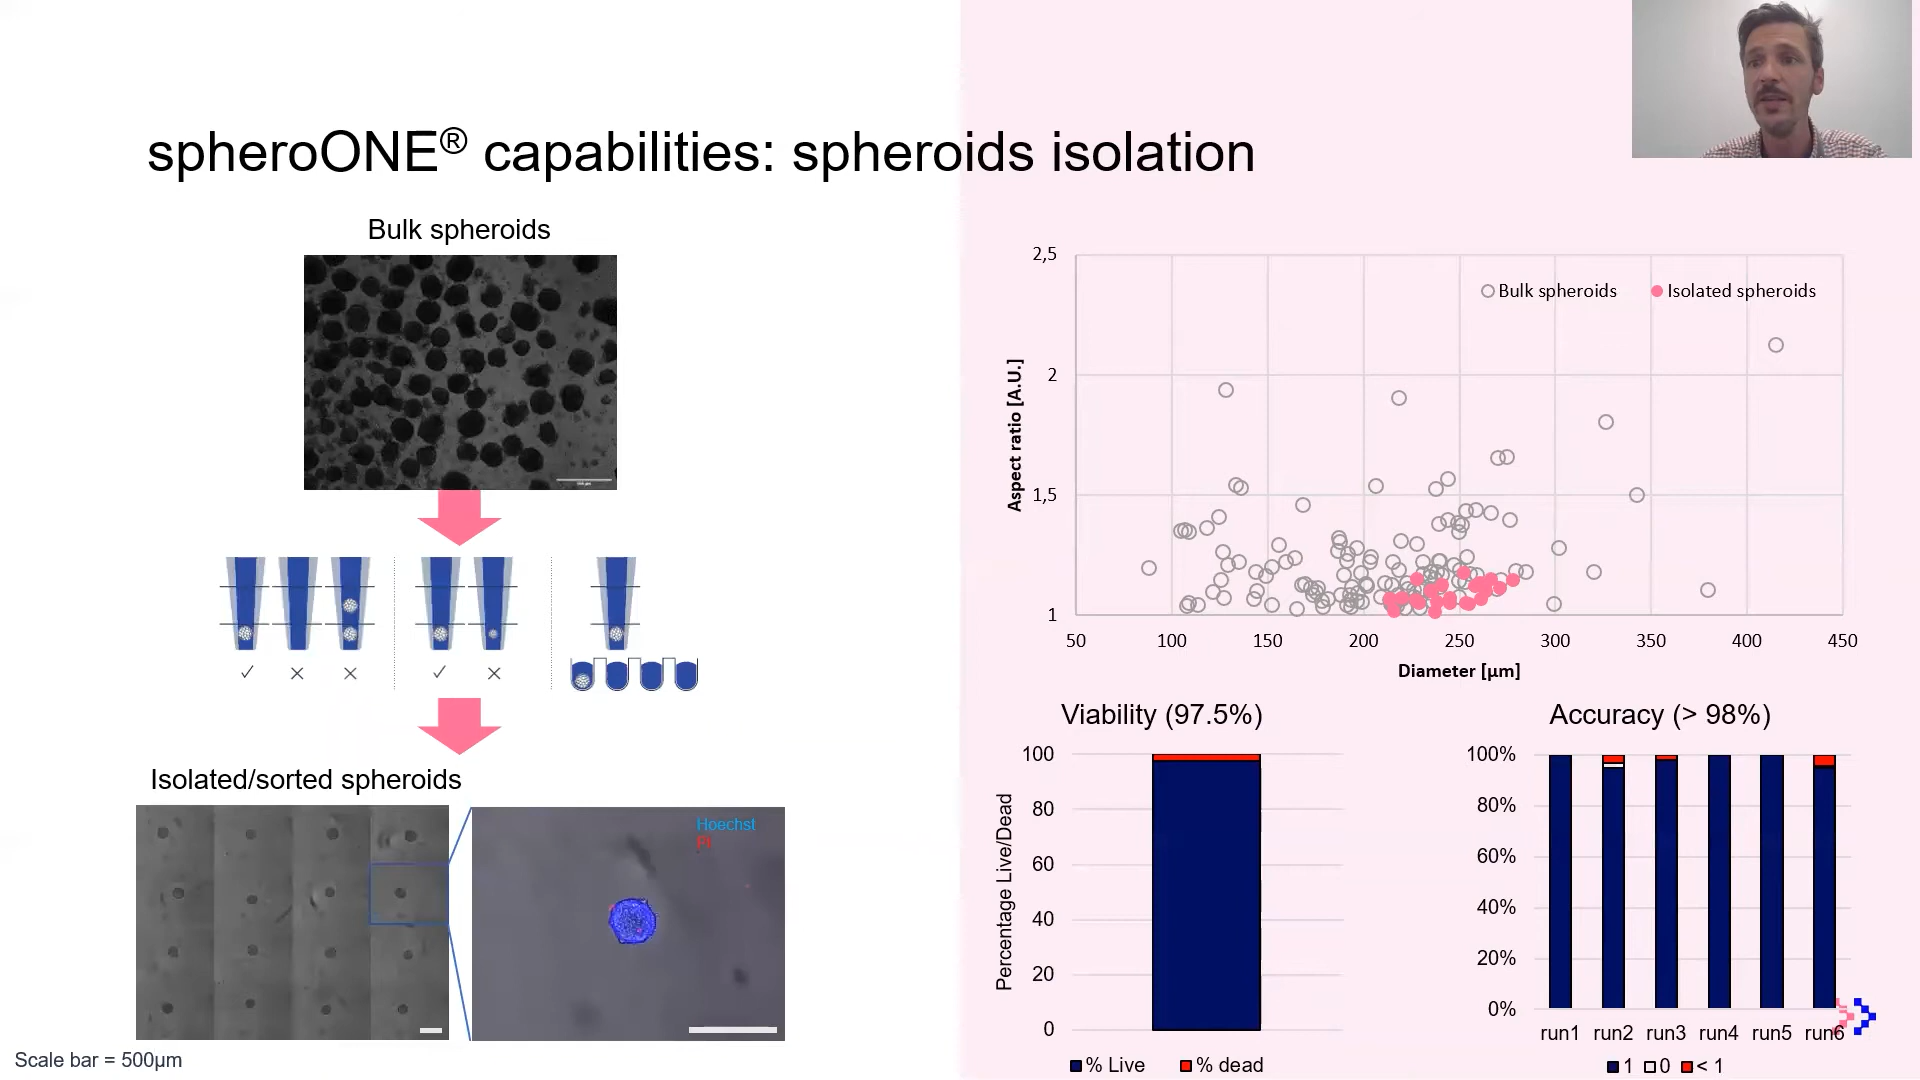 spheroONE® capabilities: spheroids isolation
Bulk spheroids
Isolated/sorted spheroids
Hoechst
PI
Scale bar = 500µm
2,5
2
1,5
1
Aspect ratio [A.U.]
Bulk spheroids
Isolated spheroids
50 100 150 200 250 300 350 400 450
Diameter [µm]
Viability (97.5%)
100
80
60
40
20
0
Percentage Live/Dead
% Live
% dead
Accuracy (> 98%)
100%
80%
60%
40%
20%
0%
run1 run2 run3 run4 run5 run6
1 0 < 1